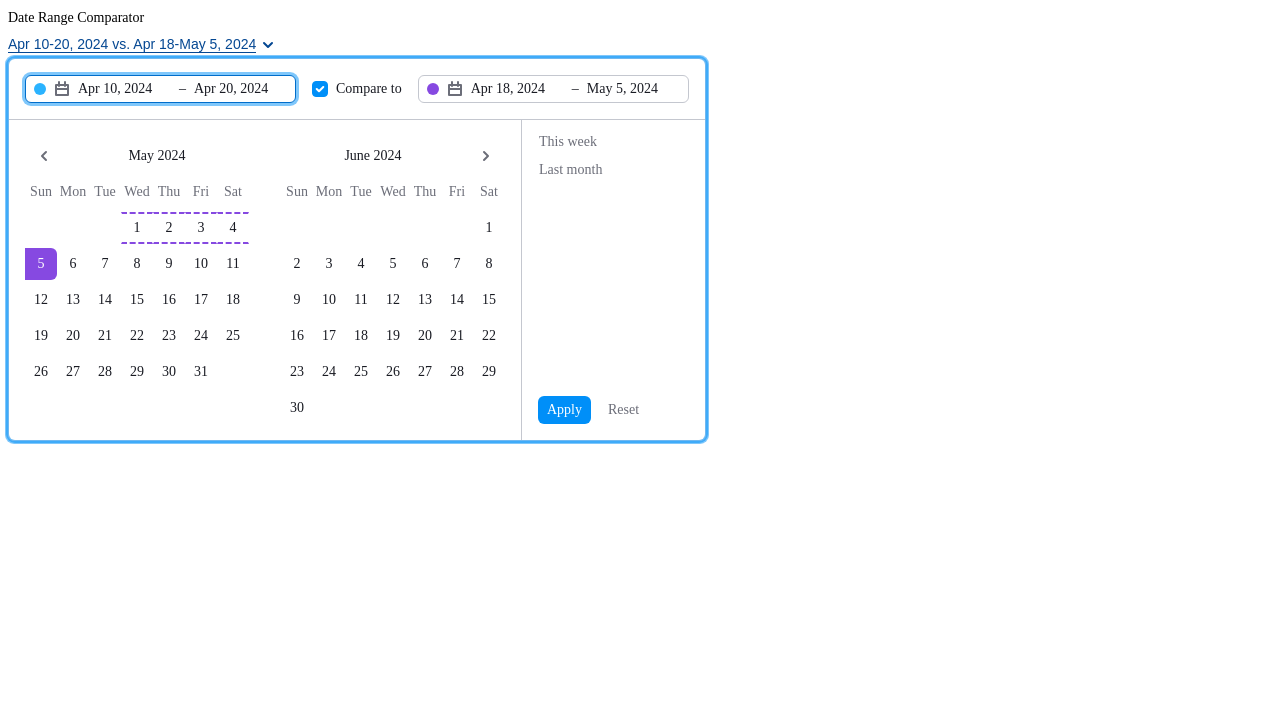 Date Range Comparator
Apr 10-20, 2024 vs. Apr 18-May 5, 2024
Apr 10, 2024 – Apr 20, 2024 Compare to Apr 18, 2024 – May 5, 2024
May 2024 June 2024
This week
Last month
Sun Mon Tue Wed Thu Fri Sat
1 2 3 4
5 6 7 8 9 10 11
12 13 14 15 16 17 18
19 20 21 22 23 24 25
26 27 28 29 30 31
Sun Mon Tue Wed Thu Fri Sat
1
2 3 4 5 6 7 8
9 10 11 12 13 14 15
16 17 18 19 20 21 22
23 24 25 26 27 28 29
30
Apply Reset